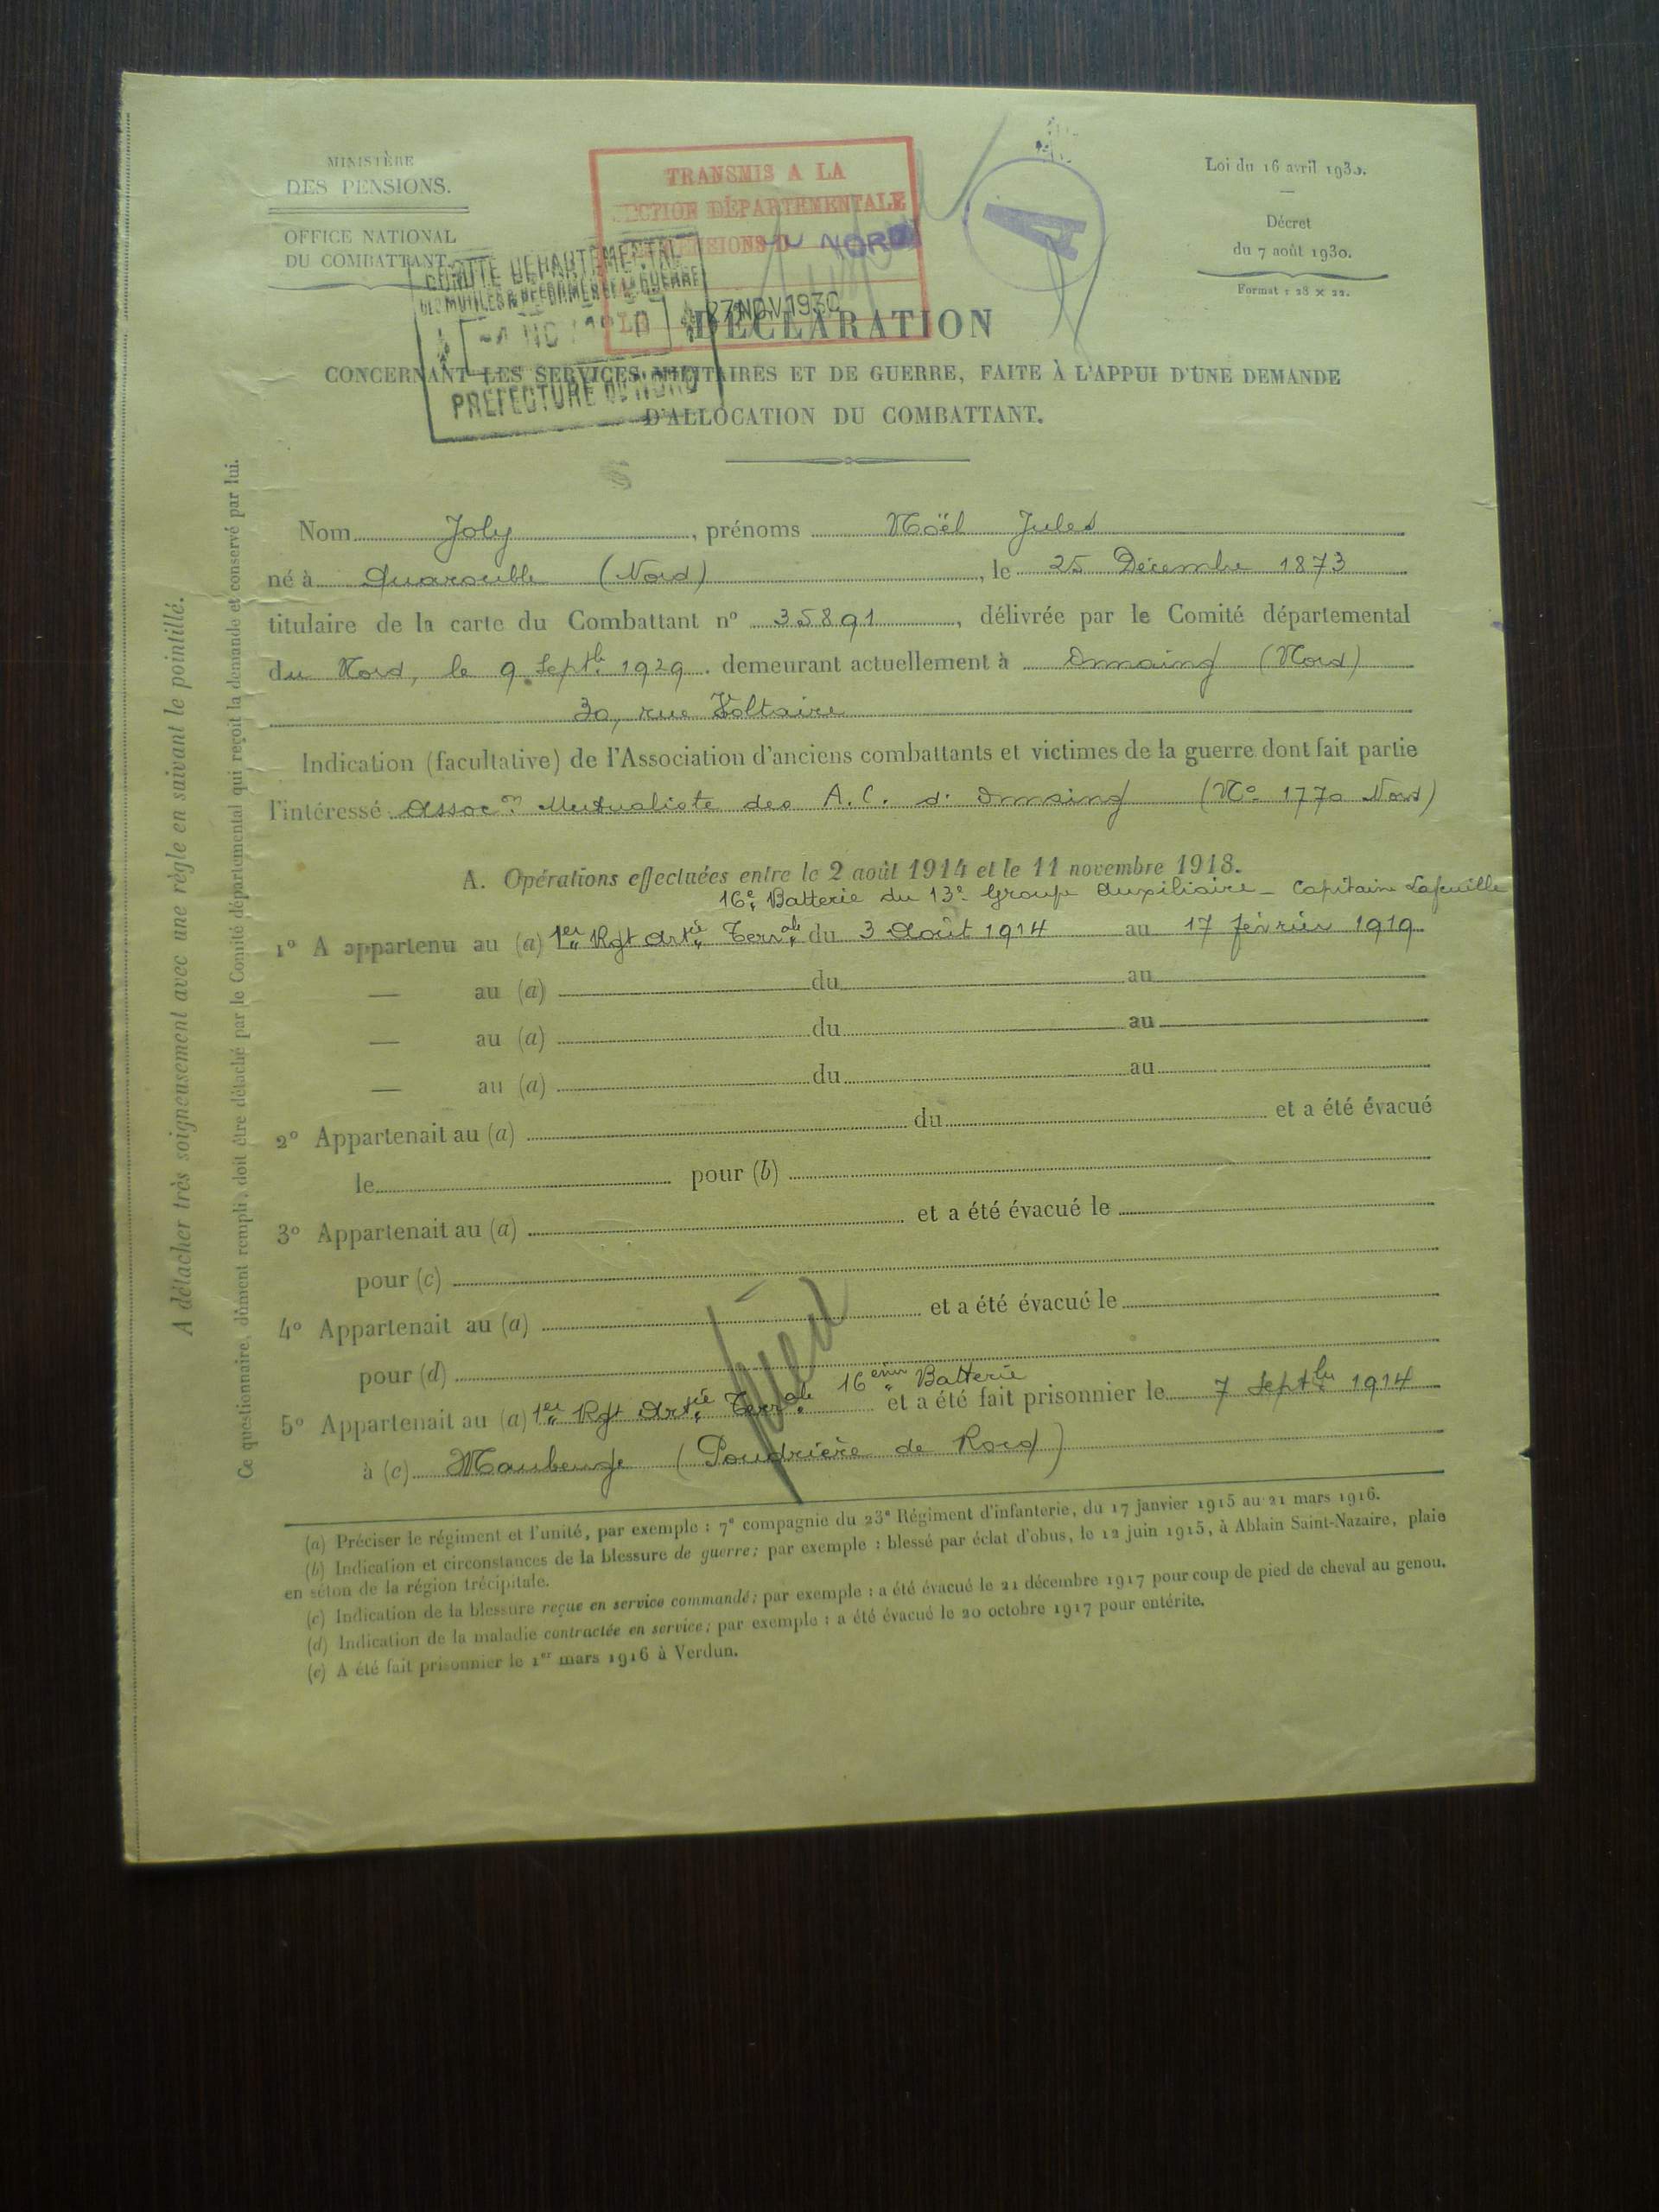 MINISTÈRE
DES PENSIONS.
OFFICE NATIONAL
DU COMBATTANT.
TRANSMIS A LA
SECTION DÉPARTEMENTALE
PENSIONS DU NORD
27 NOV 1930
COMITÉ DÉPARTEMENTAL
DES MUTILÉS & RÉFORMÉS DE LA GUERRE
PRÉFECTURE DU NORD
A
Loi du 16 avril 1930.
Décret
du 7 août 1930.
Format : 28 × 22.
DÉCLARATION
CONCERNANT LES SERVICES MILITAIRES ET DE GUERRE, FAITE À L'APPUI D'UNE DEMANDE
D'ALLOCATION DU COMBATTANT.
Nom Joly, prénoms Noël Jules
né à Quarouble (Nord), le 25 Décembre 1873
titulaire de la carte du Combattant n° 35891, délivrée par le Comité départemental
du Nord, le 9 Septb. 1929. demeurant actuellement à Onnaing (Nord)
30, rue Voltaire
Indication (facultative) de l'Association d'anciens combattants et victimes de la guerre dont fait partie
l'intéressé Assocon Mutualiste des A.C. d' Onnaing (No 1770 Nord)
A. Opérations effectuées entre le 2 août 1914 et le 11 novembre 1918.
16e Batterie du 13e Groupe Auxiliaire - Capitaine Lafeuille
1° A appartenu au (a) 1er Rgt Artie Terrale du 3 Août 1914 au 17 février 1919
— au (a) du au
— au (a) du au
— au (a) du au
2° Appartenait au (a) du et a été évacué
le pour (b)
3° Appartenait au (a) et a été évacué le
pour (c)
4° Appartenait au (a) et a été évacué le
pour (d)
16ème Batterie
5° Appartenait au (a) 1er Rgt Artie Terrale et a été fait prisonnier le 7 Septbre 1914
à (e) Maubeuge (Poudrière de Rond)
(a) Préciser le régiment et l'unité, par exemple : 7e compagnie du 23e Régiment d'infanterie, du 17 janvier 1915 au 21 mars 1916.
(b) Indication et circonstances de la blessure de guerre; par exemple : blessé par éclat d'obus, le 12 juin 1915, à Ablain Saint-Nazaire, plaie
en séton de la région trécipitale.
(c) Indication de la blessure reçue en service commandé; par exemple : a été évacué le 21 décembre 1917 pour coup de pied de cheval au genou.
(d) Indication de la maladie contractée en service; par exemple : a été évacué le 20 octobre 1917 pour entérite.
(e) A été fait prisonnier le 1er mars 1916 à Verdun.
A détacher très soigneusement avec une règle en suivant le pointillé.
Ce questionnaire, dûment rempli, doit être détaché par le Comité départemental qui reçoit la demande et conservé par lui.